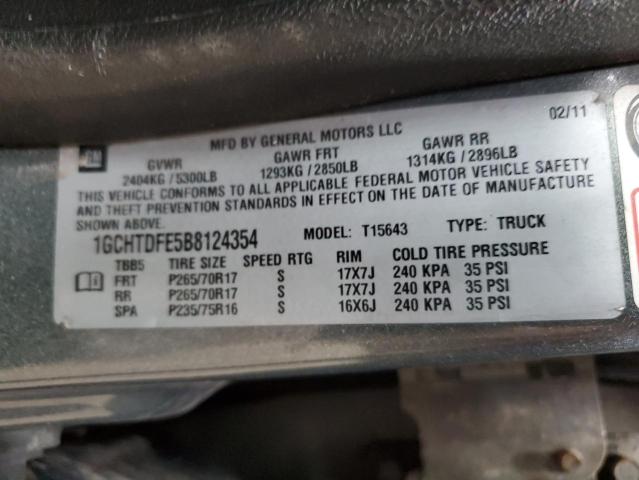 MFD BY GENERAL MOTORS LLC 02/11
GM GVWR GAWR FRT GAWR RR
2404KG / 5300LB 1293KG / 2850LB 1314KG / 2896LB
THIS VEHICLE CONFORMS TO ALL APPLICABLE FEDERAL MOTOR VEHICLE SAFETY
AND THEFT PREVENTION STANDARDS IN EFFECT ON THE DATE OF MANUFACTURE
SHOWN ABOVE.
1GCHTDFE5B8124354 MODEL: T15643 TYPE: TRUCK
TBB5 TIRE SIZE SPEED RTG RIM COLD TIRE PRESSURE
FRT P265/70R17 S 17X7J 240 KPA 35 PSI
RR P265/70R17 S 17X7J 240 KPA 35 PSI
SPA P235/75R16 S 16X6J 240 KPA 35 PSI